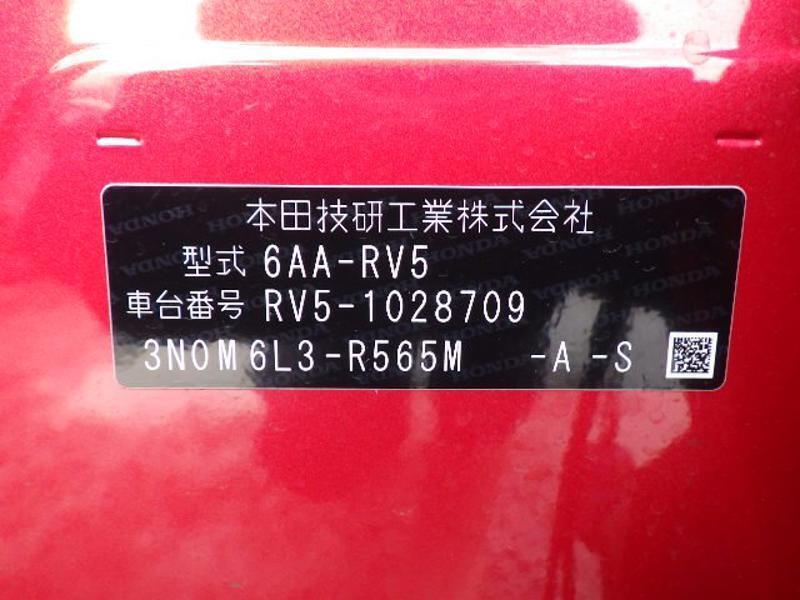 本田技研工業株式会社
型式 6AA-RV5
車台番号 RV5-1028709
3N0M6L3-R565M -A -S